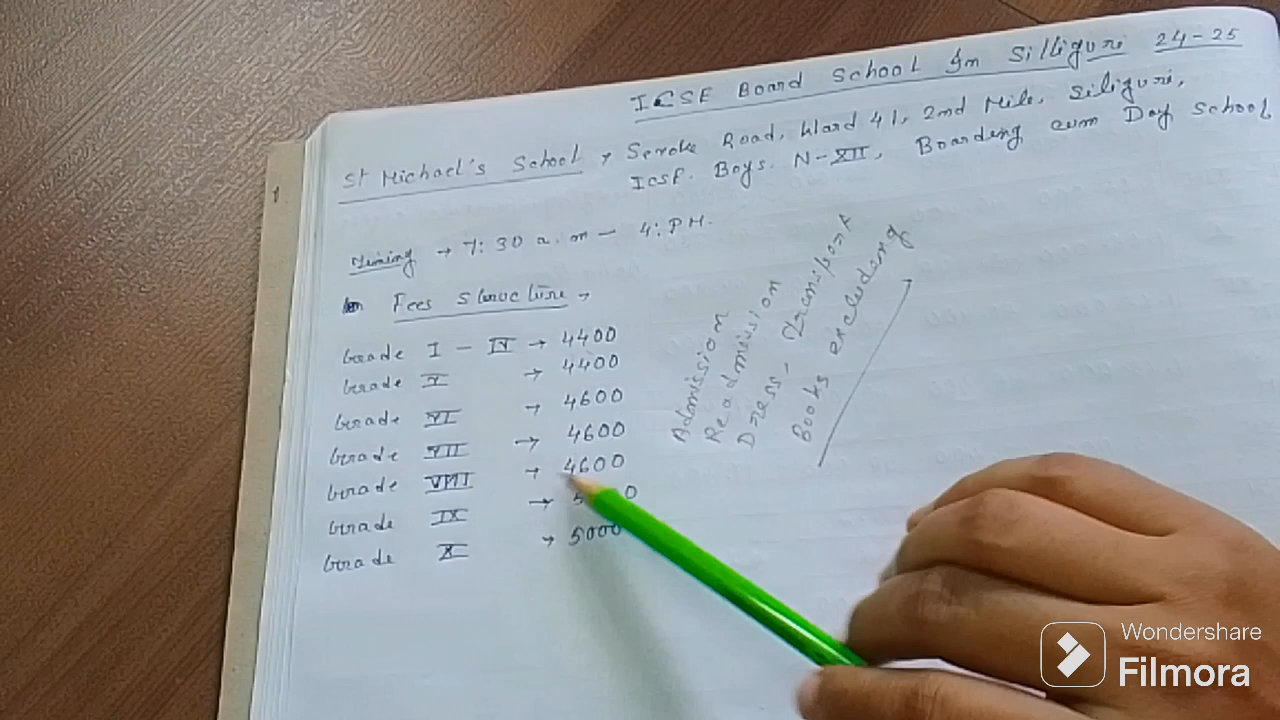 ICSE Board School In Silliguri 24-25
St Michael's School → Sevoke Road, Ward 41, 2nd Mile, Siliguri,
ICSE. Boys. N-XII, Boarding cum Day School
Timing → 7:30 a.m — 4:PM.
Fees Structure →
Grade I - IV → 4400
Grade V → 4400
Grade VI → 4600
Grade VII → 4600
Grade VIII → 4600
Grade IX →
Grade X → 5000
Admission
Readmission
Dress, Transport
Books excluding
Wondershare
Filmora